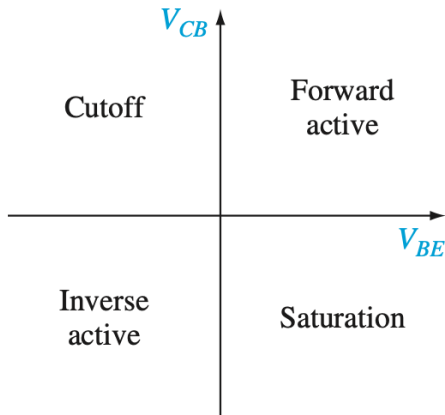 V_CB
Cutoff
Forward
active
V_BE
Inverse
active
Saturation